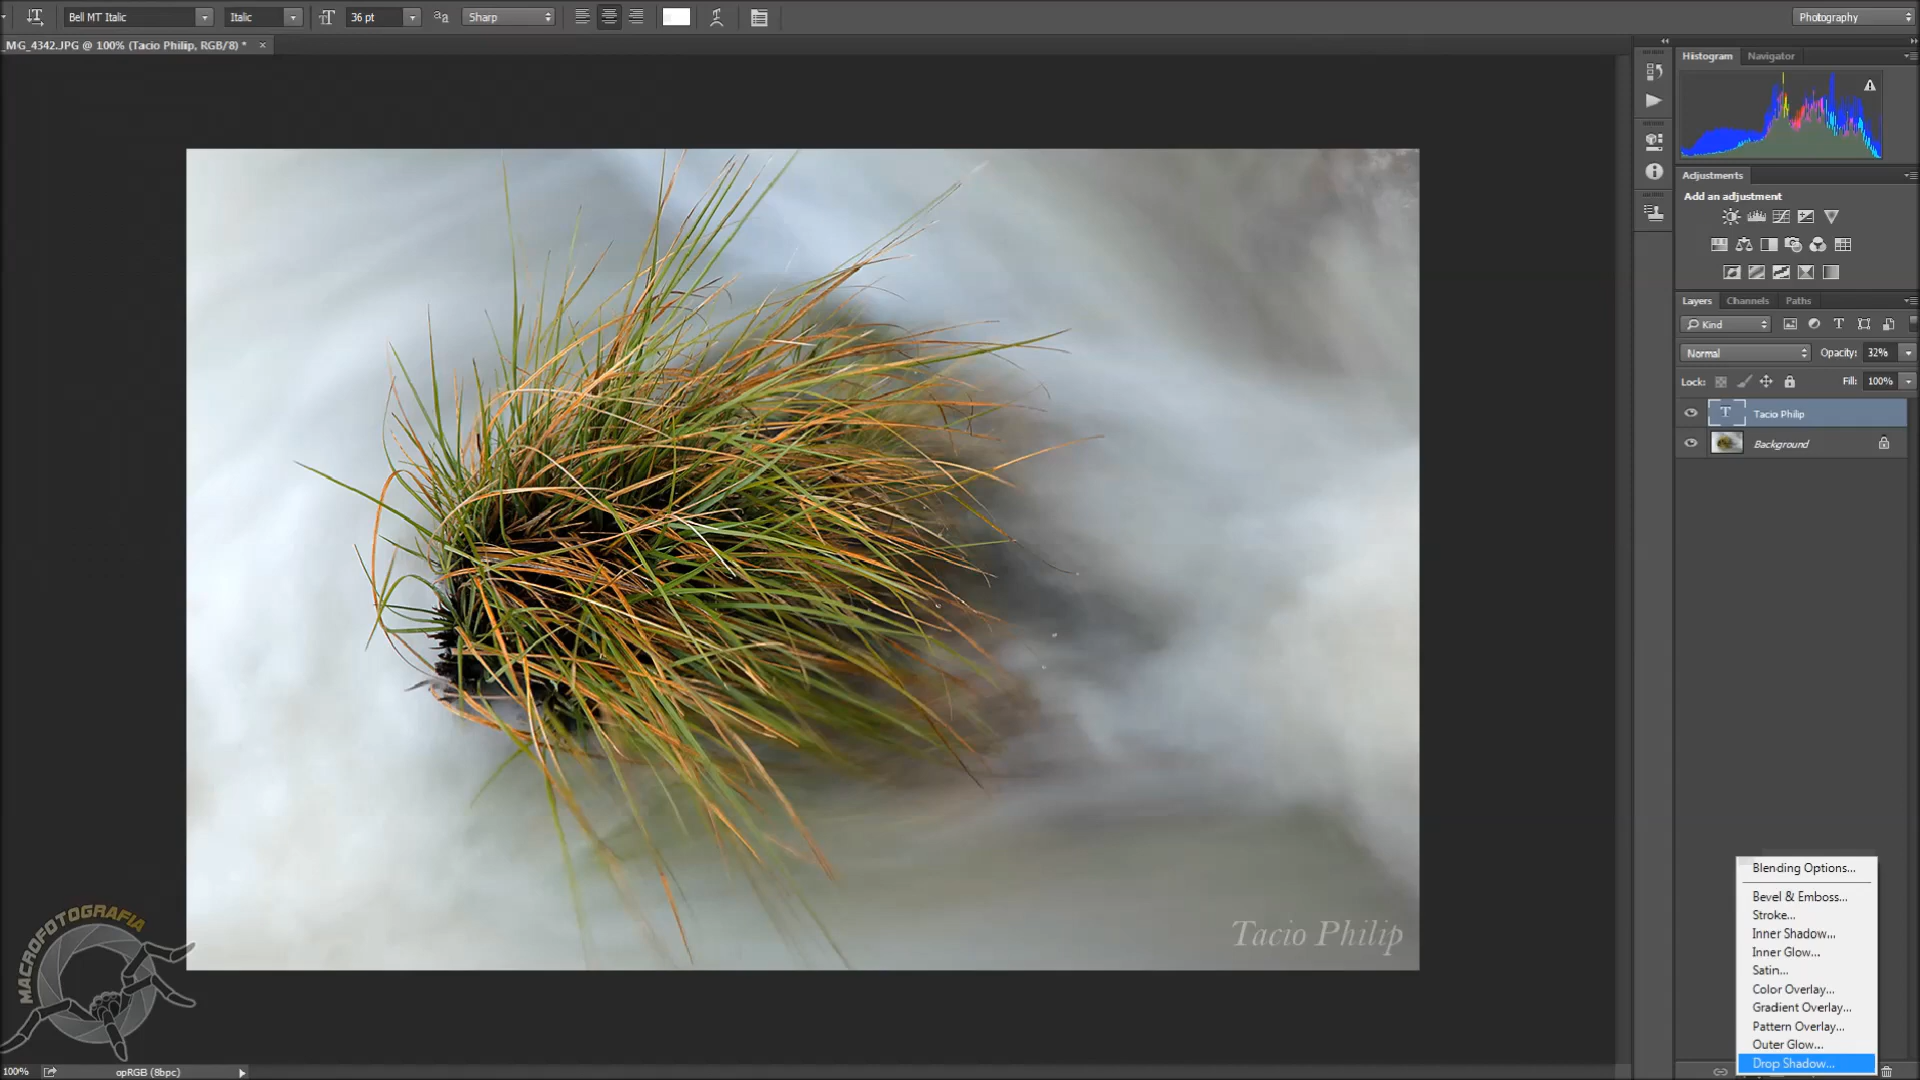 Bell MT Italic
Italic
36 pt
Sharp
Photography
_MG_4342.JPG @ 100% (Tacio Philip, RGB/8) *
Histogram
Navigator
Adjustments
Add an adjustment
Layers
Channels
Paths
Kind
Normal
Opacity: 32%
Lock:
Fill: 100%
T Tacio Philip
Background
Blending Options...
Bevel & Emboss...
Stroke...
Inner Shadow...
Inner Glow...
Satin...
Color Overlay...
Gradient Overlay...
Pattern Overlay...
Outer Glow...
Drop Shadow...
Tacio Philip
MACROFOTOGRAFIA
100%
opRGB (8bpc)